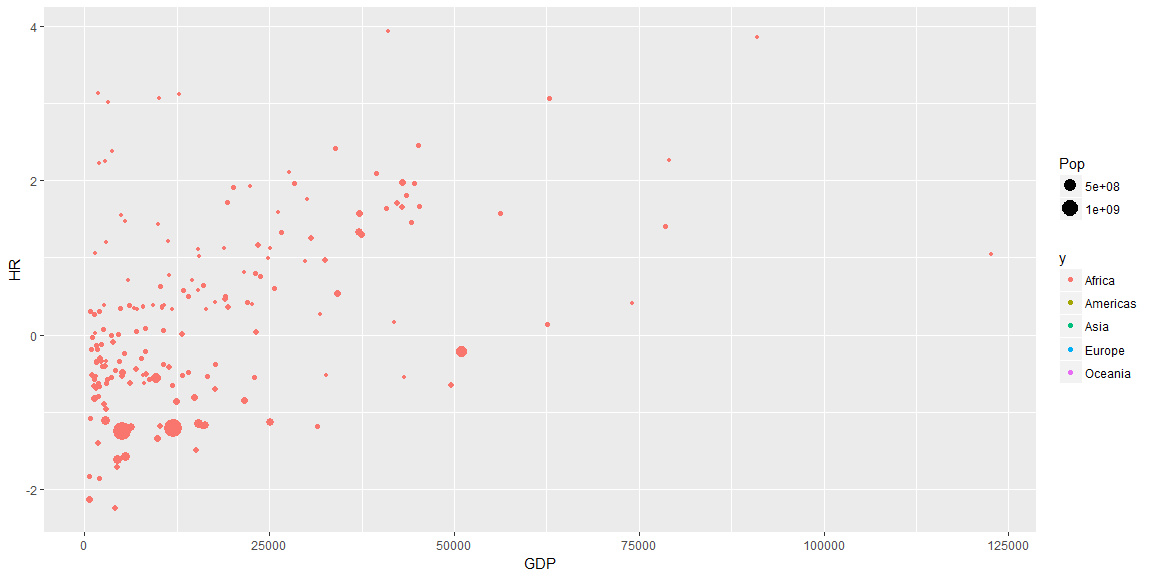 4
2
0
-2
HR
0
25000
50000
75000
100000
125000
GDP
Pop
5e+08
1e+09
y
Africa
Americas
Asia
Europe
Oceania